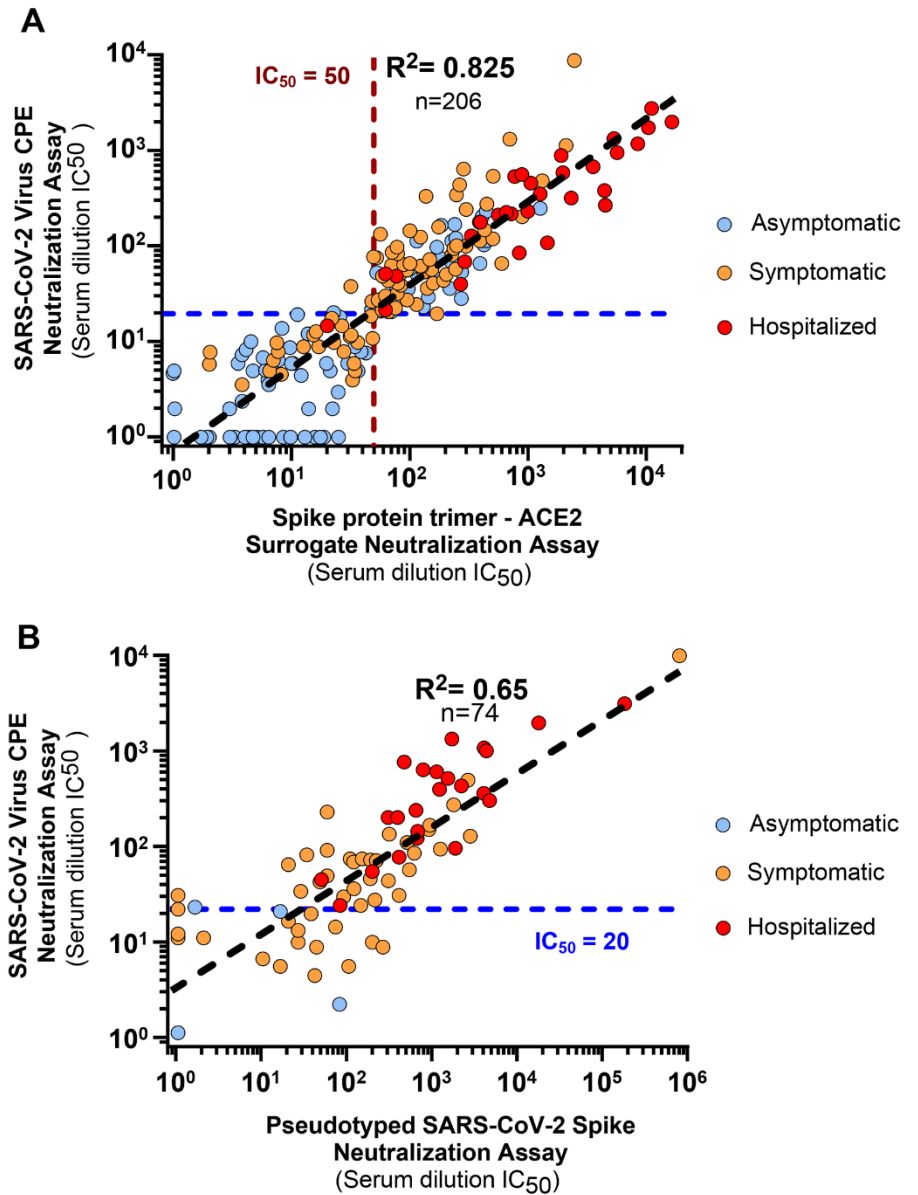 A
SARS-CoV-2 Virus CPE
Neutralization Assay
(Serum dilution IC50 )
10^4
10^3
10^2
10^1
10^0
IC50 = 50
R^2= 0.825
n=206
Asymptomatic
Symptomatic
Hospitalized
10^0 10^1 10^2 10^3 10^4
Spike protein trimer - ACE2
Surrogate Neutralization Assay
(Serum dilution IC50)
B
SARS-CoV-2 Virus CPE
Neutralization Assay
(Serum dilution IC50 )
10^4
10^3
10^2
10^1
10^0
R^2= 0.65
n=74
IC50 = 20
Asymptomatic
Symptomatic
Hospitalized
10^0 10^1 10^2 10^3 10^4 10^5 10^6
Pseudotyped SARS-CoV-2 Spike
Neutralization Assay
(Serum dilution IC50)